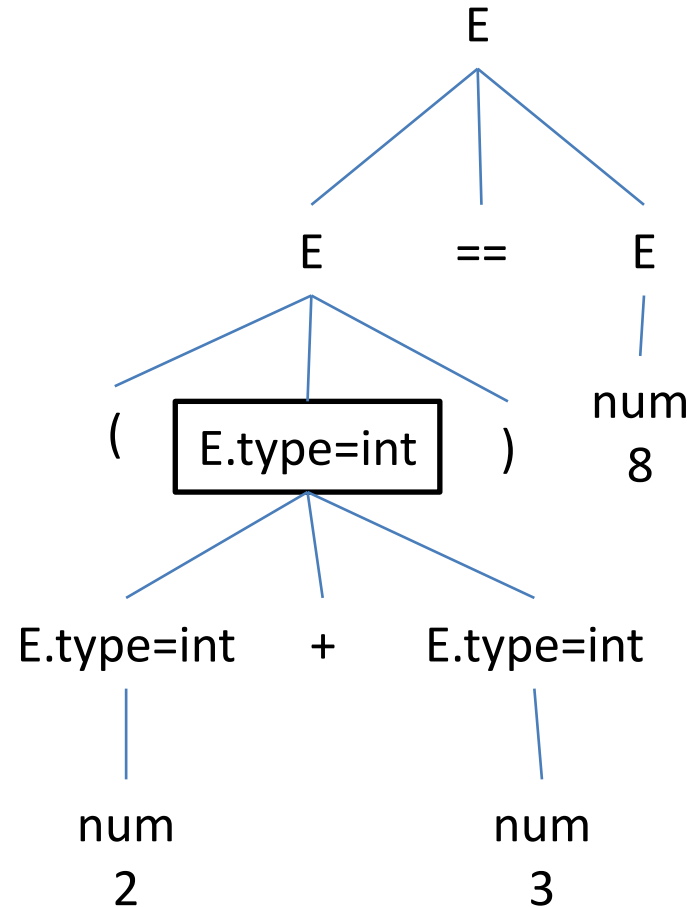 E
E == E
( E.type=int ) num
8
E.type=int + E.type=int
num num
2 3